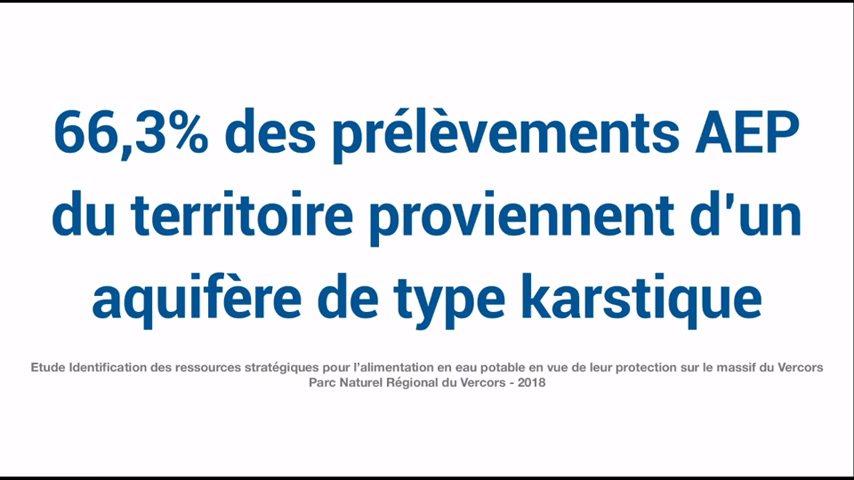 66,3% des prélèvements AEP
du territoire proviennent d'un
aquifère de type karstique
Etude Identification des ressources stratégiques pour l'alimentation en eau potable en vue de leur protection sur le massif du Vercors
Parc Naturel Régional du Vercors - 2018